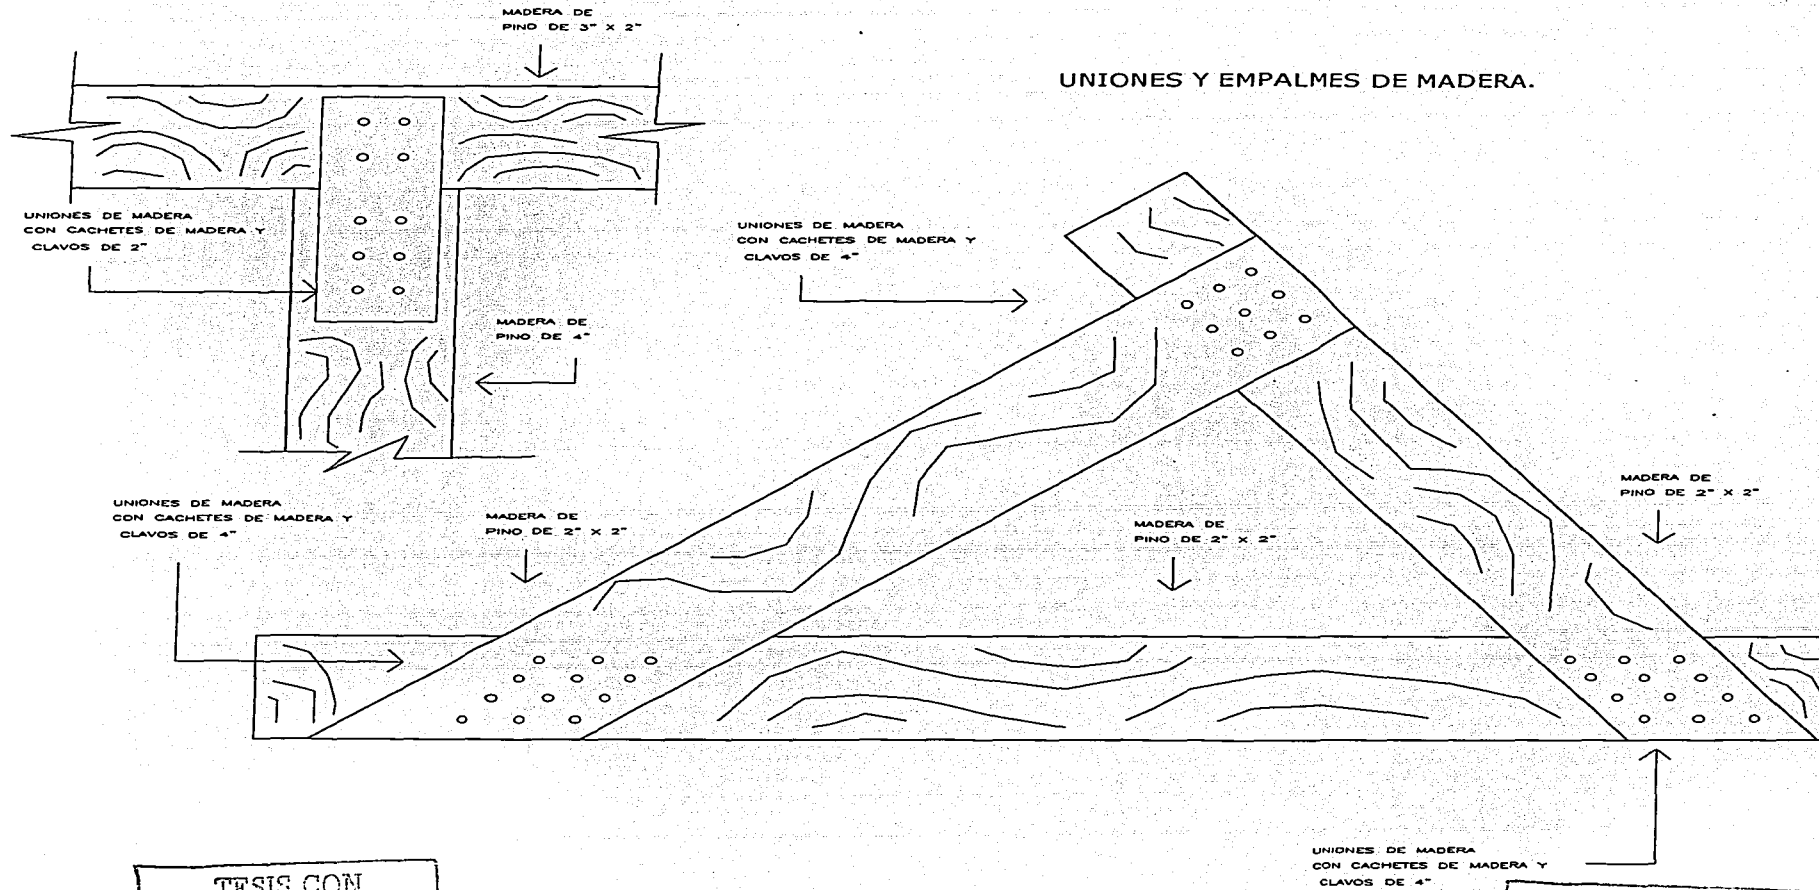 MADERA DE
PINO DE 3" X 2"
UNIONES Y EMPALMES DE MADERA.
UNIONES DE MADERA
CON CACHETES DE MADERA Y
CLAVOS DE 2"
UNIONES DE MADERA
CON CACHETES DE MADERA Y
CLAVOS DE 4"
MADERA DE
PINO DE 4"
UNIONES DE MADERA
CON CACHETES DE MADERA Y
CLAVOS DE 4"
MADERA DE
PINO DE 2" X 2"
MADERA DE
PINO DE 2" X 2"
MADERA DE
PINO DE 2" X 2"
UNIONES DE MADERA
CON CACHETES DE MADERA Y
CLAVOS DE 4"
TESIS CON